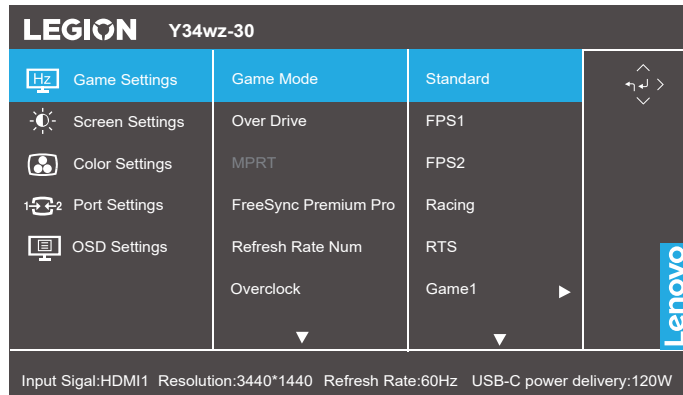 LEGION Y34wz-30
Hz Game Settings Game Mode Standard
Screen Settings Over Drive FPS1
Color Settings MPRT FPS2
1 2 Port Settings FreeSync Premium Pro Racing
OSD Settings Refresh Rate Num RTS
Overclock Game1
Lenovo
Input Sigal:HDMI1 Resolution:3440*1440 Refresh Rate:60Hz USB-C power delivery:120W